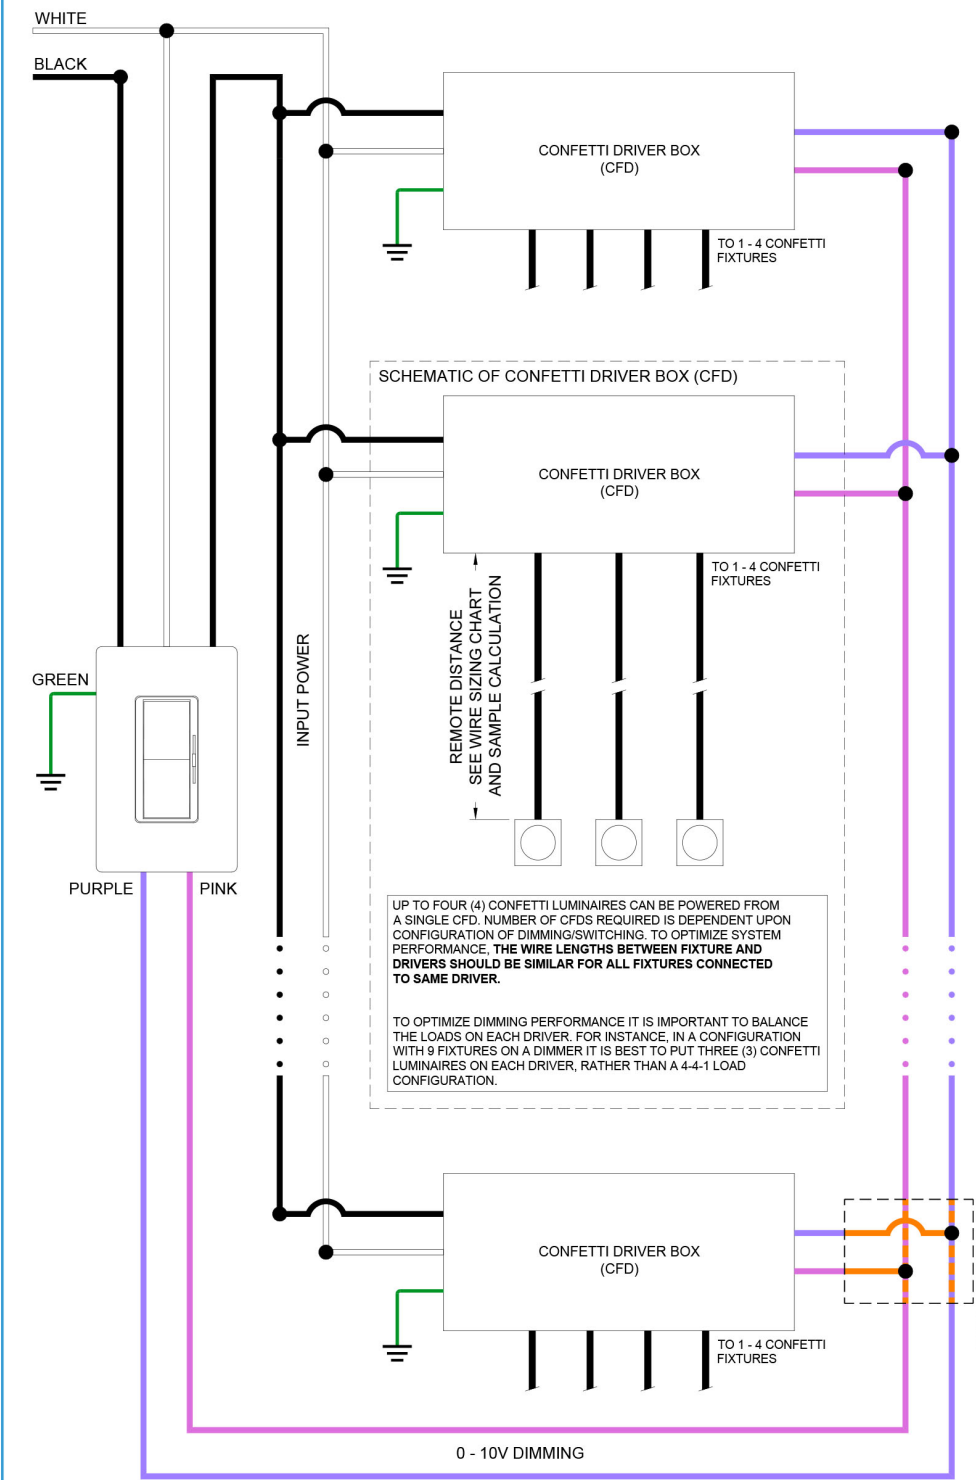 WHITE
BLACK
CONFETTI DRIVER BOX
(CFD)
TO 1 - 4 CONFETTI
FIXTURES
SCHEMATIC OF CONFETTI DRIVER BOX (CFD)
CONFETTI DRIVER BOX
(CFD)
TO 1 - 4 CONFETTI
FIXTURES
REMOTE DISTANCE
SEE WIRE SIZING CHART
AND SAMPLE CALCULATION
INPUT POWER
GREEN
PURPLE
PINK
UP TO FOUR (4) CONFETTI LUMINAIRES CAN BE POWERED FROM
A SINGLE CFD. NUMBER OF CFDS REQUIRED IS DEPENDENT UPON
CONFIGURATION OF DIMMING/SWITCHING. TO OPTIMIZE SYSTEM
PERFORMANCE, THE WIRE LENGTHS BETWEEN FIXTURE AND
DRIVERS SHOULD BE SIMILAR FOR ALL FIXTURES CONNECTED
TO SAME DRIVER.
TO OPTIMIZE DIMMING PERFORMANCE IT IS IMPORTANT TO BALANCE
THE LOADS ON EACH DRIVER. FOR INSTANCE, IN A CONFIGURATION
WITH 9 FIXTURES ON A DIMMER IT IS BEST TO PUT THREE (3) CONFETTI
LUMINAIRES ON EACH DRIVER, RATHER THAN A 4-4-1 LOAD
CONFIGURATION.
CONFETTI DRIVER BOX
(CFD)
TO 1 - 4 CONFETTI
FIXTURES
0 - 10V DIMMING